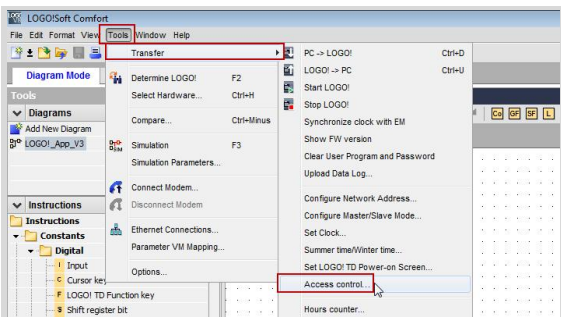 LOGO!Soft Comfort
File Edit Format View Tools Window Help
Diagram Mode
Tools
Diagrams
Add New Diagram
LOGO!_App_V3
Instructions
Instructions
Constants
Digital
I Input
C Cursor key
F LOGO! TD Function key
S Shift register bit
Transfer
Determine LOGO! F2
Select Hardware... Ctrl+H
Compare... Ctrl+Minus
Simulation F3
Simulation Parameters...
Connect Modem...
Disconnect Modem
Ethernet Connections...
Parameter VM Mapping...
Options...
PC -> LOGO! Ctrl+D
LOGO! -> PC Ctrl+U
Start LOGO!
Stop LOGO!
Synchronize clock with EM
Show FW version
Clear User Program and Password
Upload Data Log...
Configure Network Address...
Configure Master/Slave Mode...
Set Clock...
Summer time/Winter time...
Set LOGO! TD Power-on Screen...
Access control...
Hours counter...
Co GF SF L